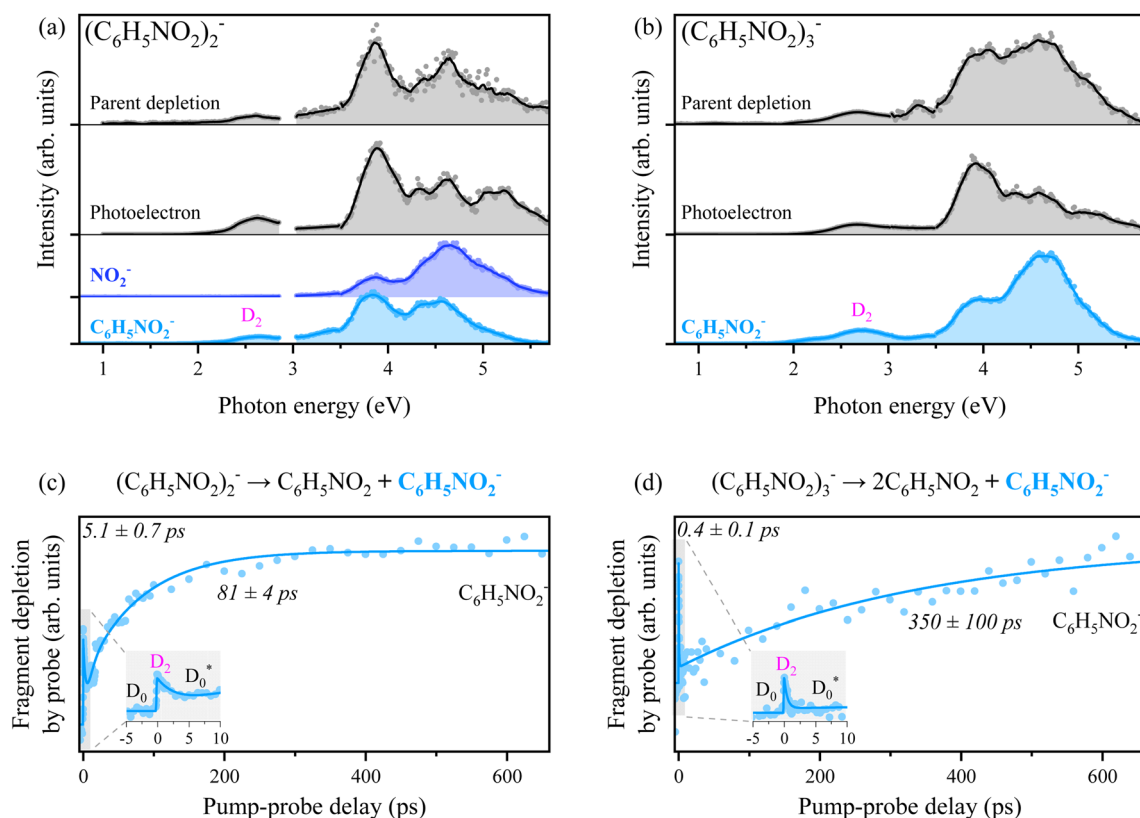 (a)
(C₆H₅NO₂)₂⁻
Parent depletion
Photoelectron
NO₂⁻
D₂
C₆H₅NO₂⁻
Intensity (arb. units)
1 2 3 4 5
Photon energy (eV)
(b)
(C₆H₅NO₂)₃⁻
Parent depletion
Photoelectron
D₂
C₆H₅NO₂⁻
Intensity (arb. units)
1 2 3 4 5
Photon energy (eV)
(c) (C₆H₅NO₂)₂⁻ → C₆H₅NO₂ + C₆H₅NO₂⁻
5.1 ± 0.7 ps
81 ± 4 ps
C₆H₅NO₂⁻
D₂
D₀ D₀*
-5 0 5 10
Fragment depletion
by probe (arb. units)
0 200 400 600
Pump-probe delay (ps)
(d) (C₆H₅NO₂)₃⁻ → 2C₆H₅NO₂ + C₆H₅NO₂⁻
0.4 ± 0.1 ps
350 ± 100 ps
C₆H₅NO₂⁻
D₂
D₀ D₀*
-5 0 5 10
Fragment depletion
by probe (arb. units)
0 200 400 600
Pump-probe delay (ps)